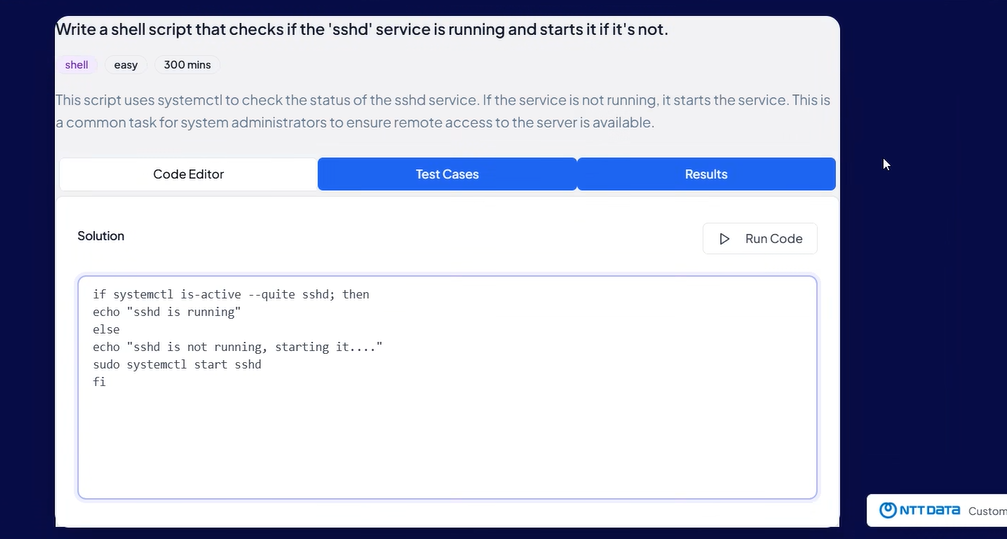 Write a shell script that checks if the 'sshd' service is running and starts it if it's not.
shell easy 300 mins
This script uses systemctl to check the status of the sshd service. If the service is not running, it starts the service. This is
a common task for system administrators to ensure remote access to the server is available.
Code Editor Test Cases Results
Solution Run Code
if systemctl is-active --quite sshd; then
echo "sshd is running"
else
echo "sshd is not running, starting it...."
sudo systemctl start sshd
fi
NTT DATA Custom